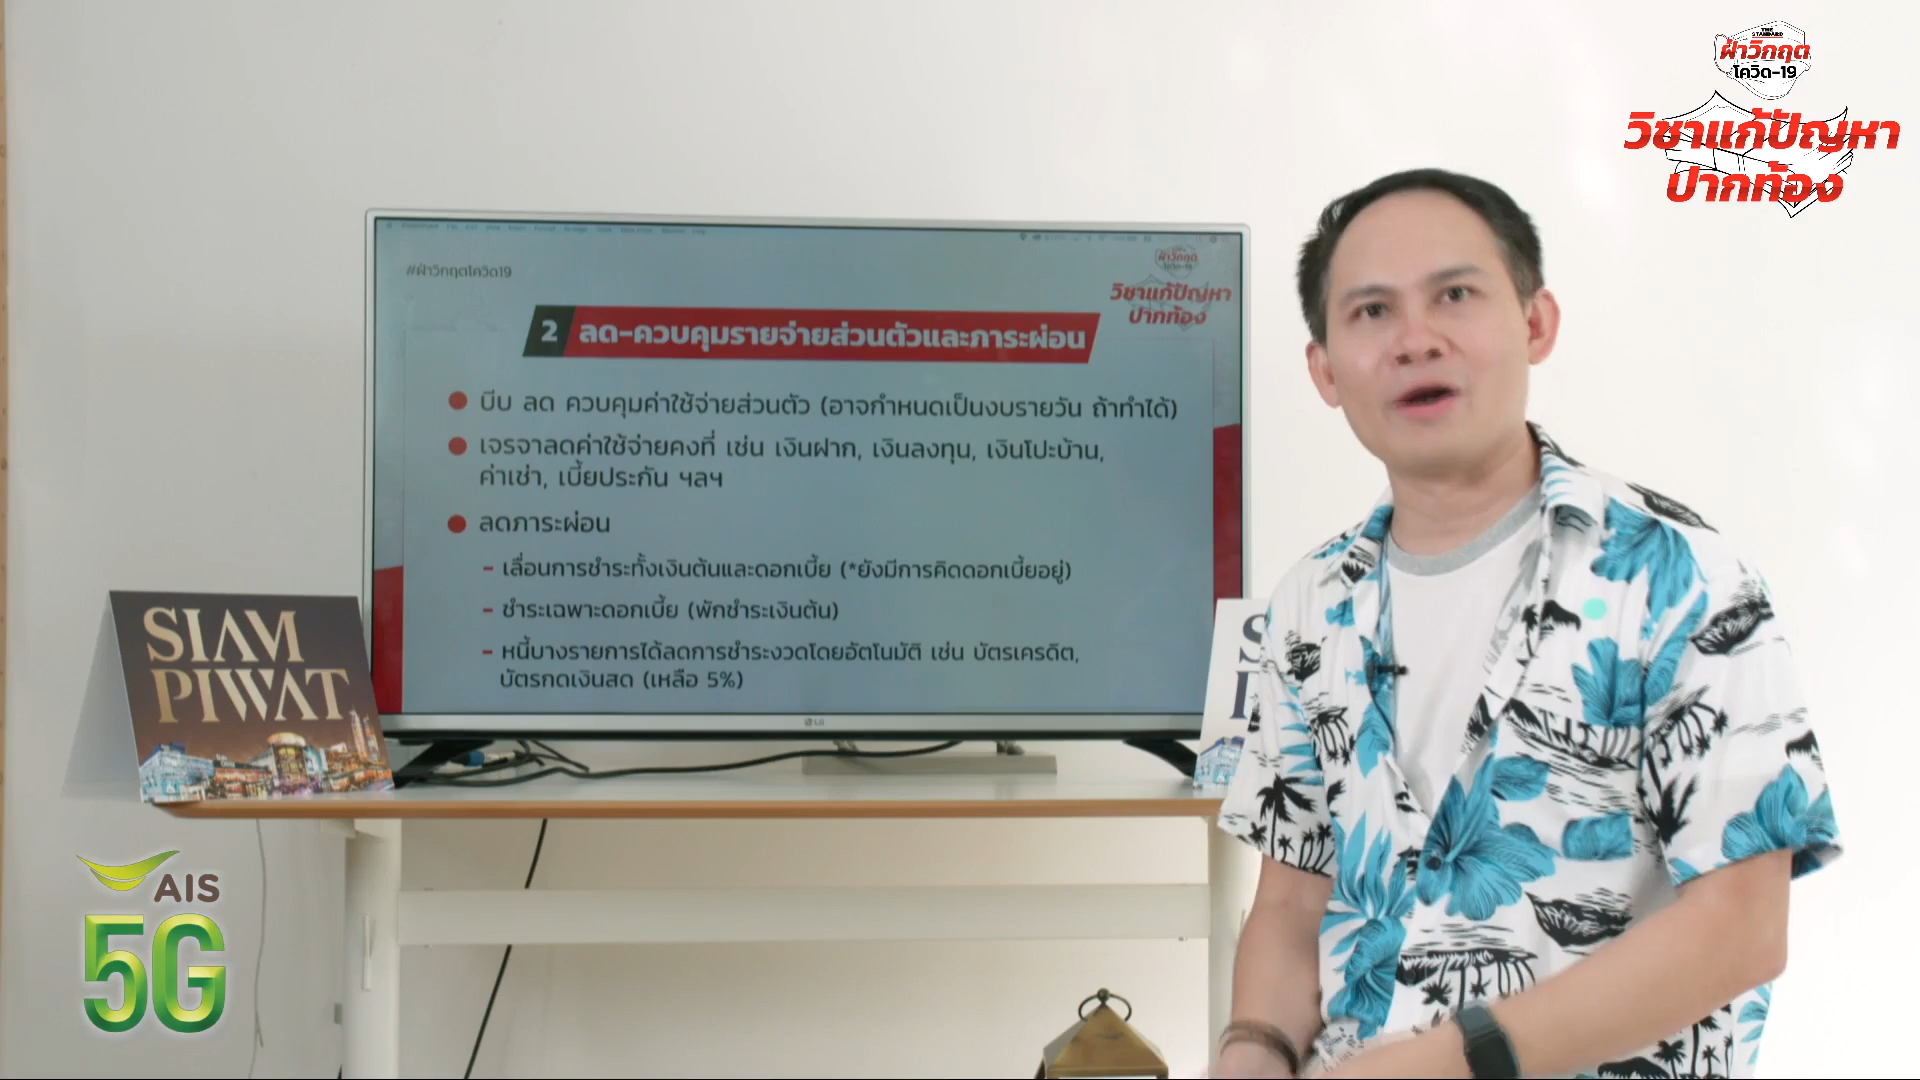 THE
STANDARD
ฝ่าวิกฤต
โควิด-19
วิชาแก้ปัญหา
ปากท้อง
#ฝ่าวิกฤตโควิด19
ฝ่าวิกฤต
โควิด-19
วิชาแก้ปัญหา
ปากท้อง
2 ลด-ควบคุมรายจ่ายส่วนตัวและภาระผ่อน
บีบ ลด ควบคุมค่าใช้จ่ายส่วนตัว (อาจกำหนดเป็นงบรายวัน ถ้าทำได้)
เจรจาลดค่าใช้จ่ายคงที่ เช่น เงินฝาก, เงินลงทุน, เงินโปะบ้าน,
ค่าเช่า, เบี้ยประกัน ฯลฯ
ลดภาระผ่อน
- เลื่อนการชำระทั้งเงินต้นและดอกเบี้ย (*ยังมีการคิดดอกเบี้ยอยู่)
- ชำระเฉพาะดอกเบี้ย (พักชำระเงินต้น)
- หนี้บางรายการได้ลดการชำระงวดโดยอัตโนมัติ เช่น บัตรเครดิต,
บัตรกดเงินสด (เหลือ 5%)
LG
SIAM
PIWAT
AIS
5G